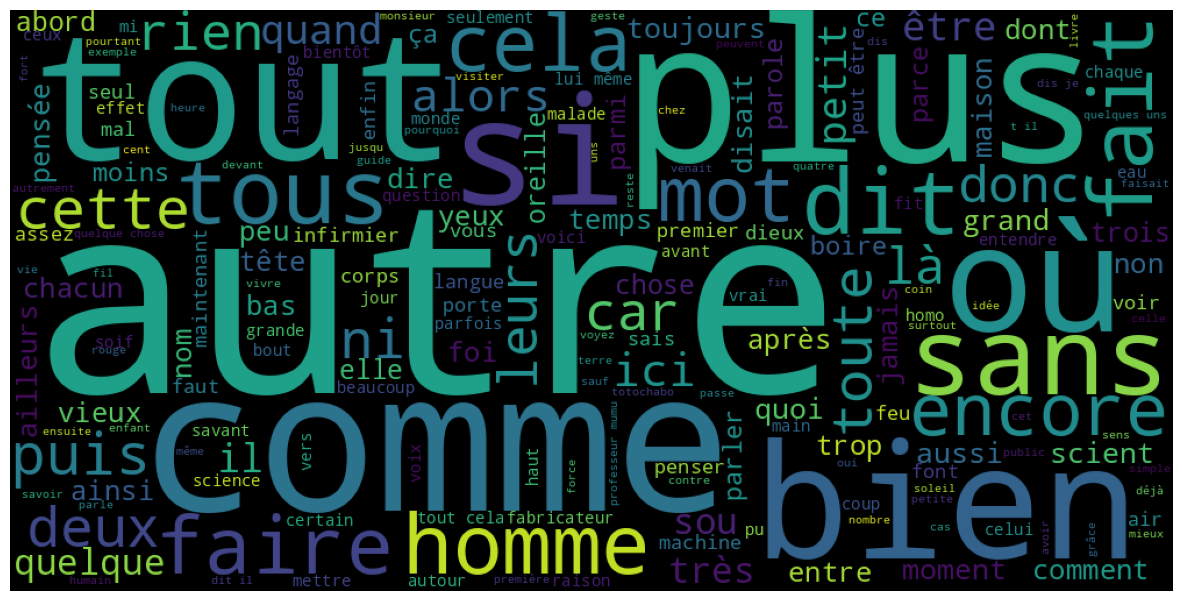 abord
mi
rien
quand
monsieur
seulement
geste
ça
cela
toujours
ce
être
dont
livre
ceux
pourtant
exemple
bientôt
tout
plus
peuvent
dis
fait
fort
seul
effet
mal
cent
heure
langage
enfin
alors
monde
pourquoi
lui même
visiter
malade
si
parmi
chez
disait
parole
petit
peut être
parce
maison
dis je
chaque
quelques uns
t il
pensée
moins
devant
jusqu
guide
dire
oreille
uns
reste
venait
quatre
eau
faisait
autrement
tous
question
mot
dit
fit
donc
cette
yeux
temps
premier
dieux
grand
trois
entendre
assez
quelque chose
peu
infirmier
vous
voici
avant
boire
où
non
vie
fil
tête
maintenant
vivre
corps
langue
leurs
chose
vrai
fin
là
coin
idée
voir
chacun
autre
jour
porte
car
toute
jamais
homo
surtout
celle
ailleurs
soif
rouge
nom
bas
grande
bout
ni
parfois
foi
voyez
sais
après
sans
elle
terre
sauf
ici
faut
beaucoup
totochabo
passe
vieux
comme
quoi
feu
encore
cet
ensuite
enfant
savant
main
sens
puis
même
il
vers
voix
haut
force
professeur mumu
parler
penser
contre
trop
oui
aussi
public
scient
simple
ainsi
science
font
soleil
petite
déjà
savoir
parle
bien
coup
nombre
deux
certain
tout cela
fabricateur
sou
pu
cas
celui
avoir
grâce
air
mieux
faire
homme
machine
quelque
humain
dit il
mettre
autour
première
raison
très
entre
moment
comment